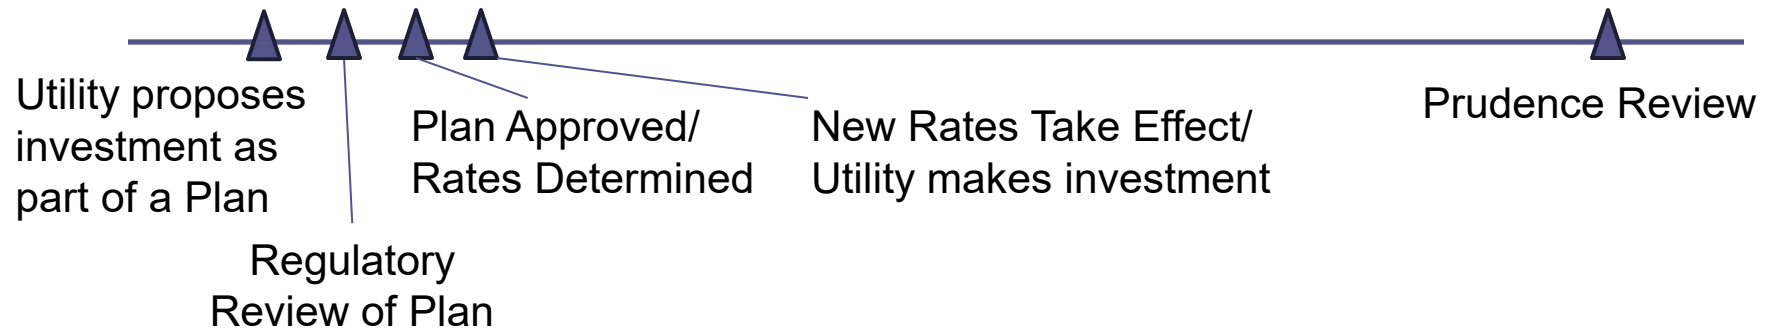 Utility proposes
investment as
part of a Plan
Regulatory
Review of Plan
Plan Approved/
Rates Determined
New Rates Take Effect/
Utility makes investment
Prudence Review